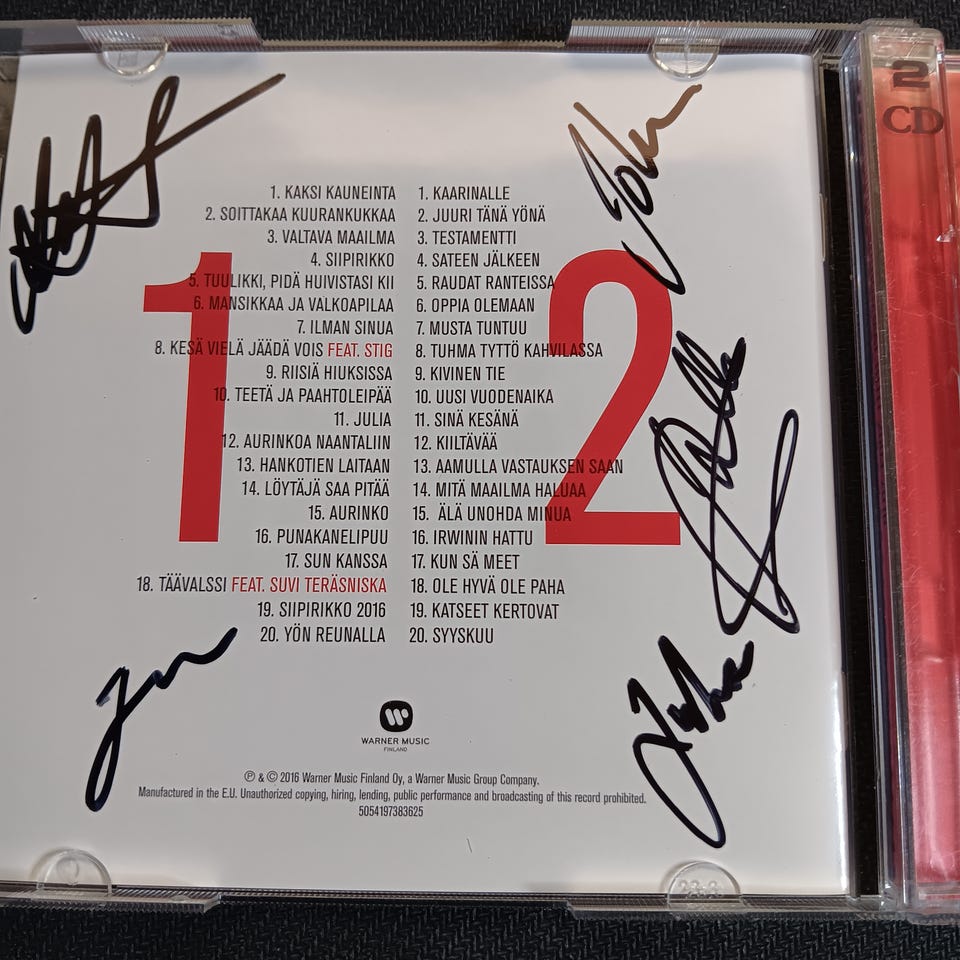 2
CD
1. KAKSI KAUNEINTA
2. SOITTAKAA KUURANKUKKAA
3. VALTAVA MAAILMA
4. SIIPIRIKKO
5. TUULIKKI, PIDÄ HUIVISTASI KII
6. MANSIKKAA JA VALKOAPILAA
7. ILMAN SINUA
8. KESÄ VIELÄ JÄÄDÄ VOIS FEAT. STIG
9. RIISIÄ HIUKSISSA
10. TEETÄ JA PAAHTOLEIPÄÄ
11. JULIA
12. AURINKOA NAANTALIIN
13. HANKOTIEN LAITAAN
14. LÖYTÄJÄ SAA PITÄÄ
15. AURINKO
16. PUNAKANELIPUU
17. SUN KANSSA
18. TÄÄVALSSI FEAT. SUVI TERÄSNISKA
19. SIIPIRIKKO 2016
20. YÖN REUNALLA
1
1. KAARINALLE
2. JUURI TÄNÄ YÖNÄ
3. TESTAMENTTI
4. SATEEN JÄLKEEN
5. RAUDAT RANTEISSA
6. OPPIA OLEMAAN
7. MUSTA TUNTUU
8. TUHMA TYTTÖ KAHVILASSA
9. KIVINEN TIE
10. UUSI VUODENAIKA
11. SINÄ KESÄNÄ
12. KIILTÄVÄÄ
13. AAMULLA VASTAUKSEN SAAN
14. MITÄ MAAILMA HALUAA
15. ÄLÄ UNOHDA MINUA
16. IRWININ HATTU
17. KUN SÄ MEET
18. OLE HYVÄ OLE PAHA
19. KATSEET KERTOVAT
20. SYYSKUU
2
WARNER MUSIC
FINLAND
℗ & © 2016 Warner Music Finland Oy, a Warner Music Group Company.
Manufactured in the E.U. Unauthorized copying, hiring, lending, public performance and broadcasting of this record prohibited.
5054197383625